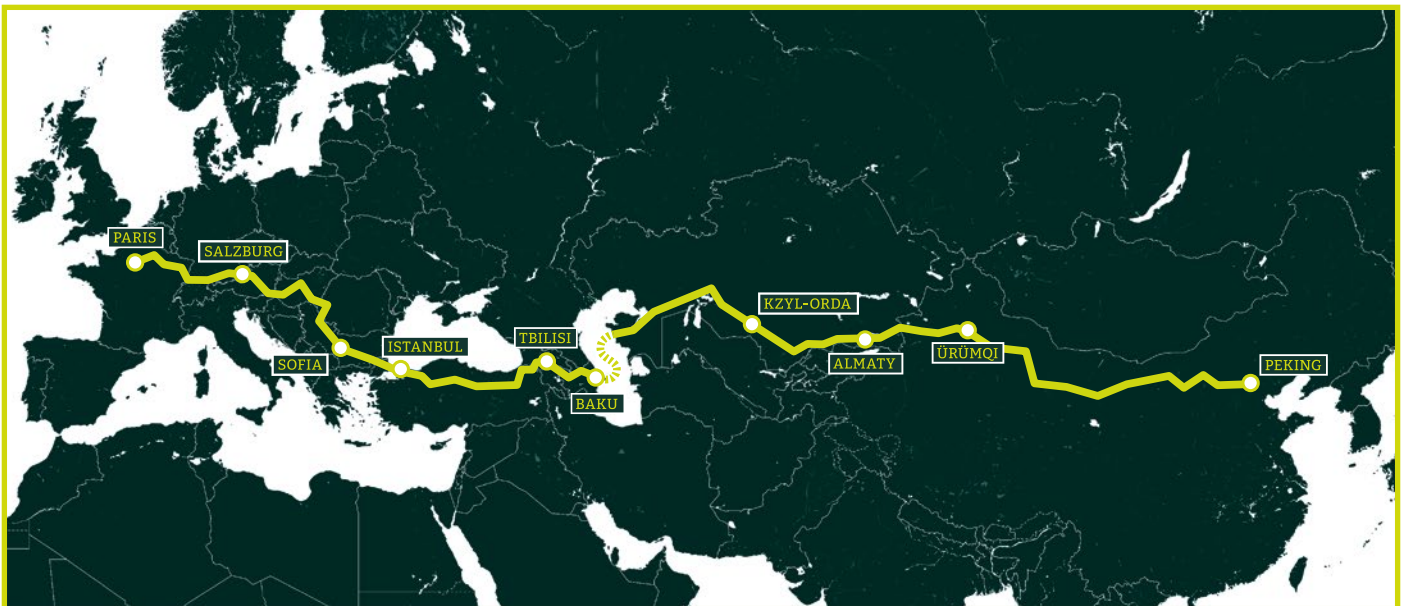 PARIS
SALZBURG
SOFIA
ISTANBUL
TBILISI
BAKU
KZYL-ORDA
ALMATY
ÜRÜMQI
PEKING